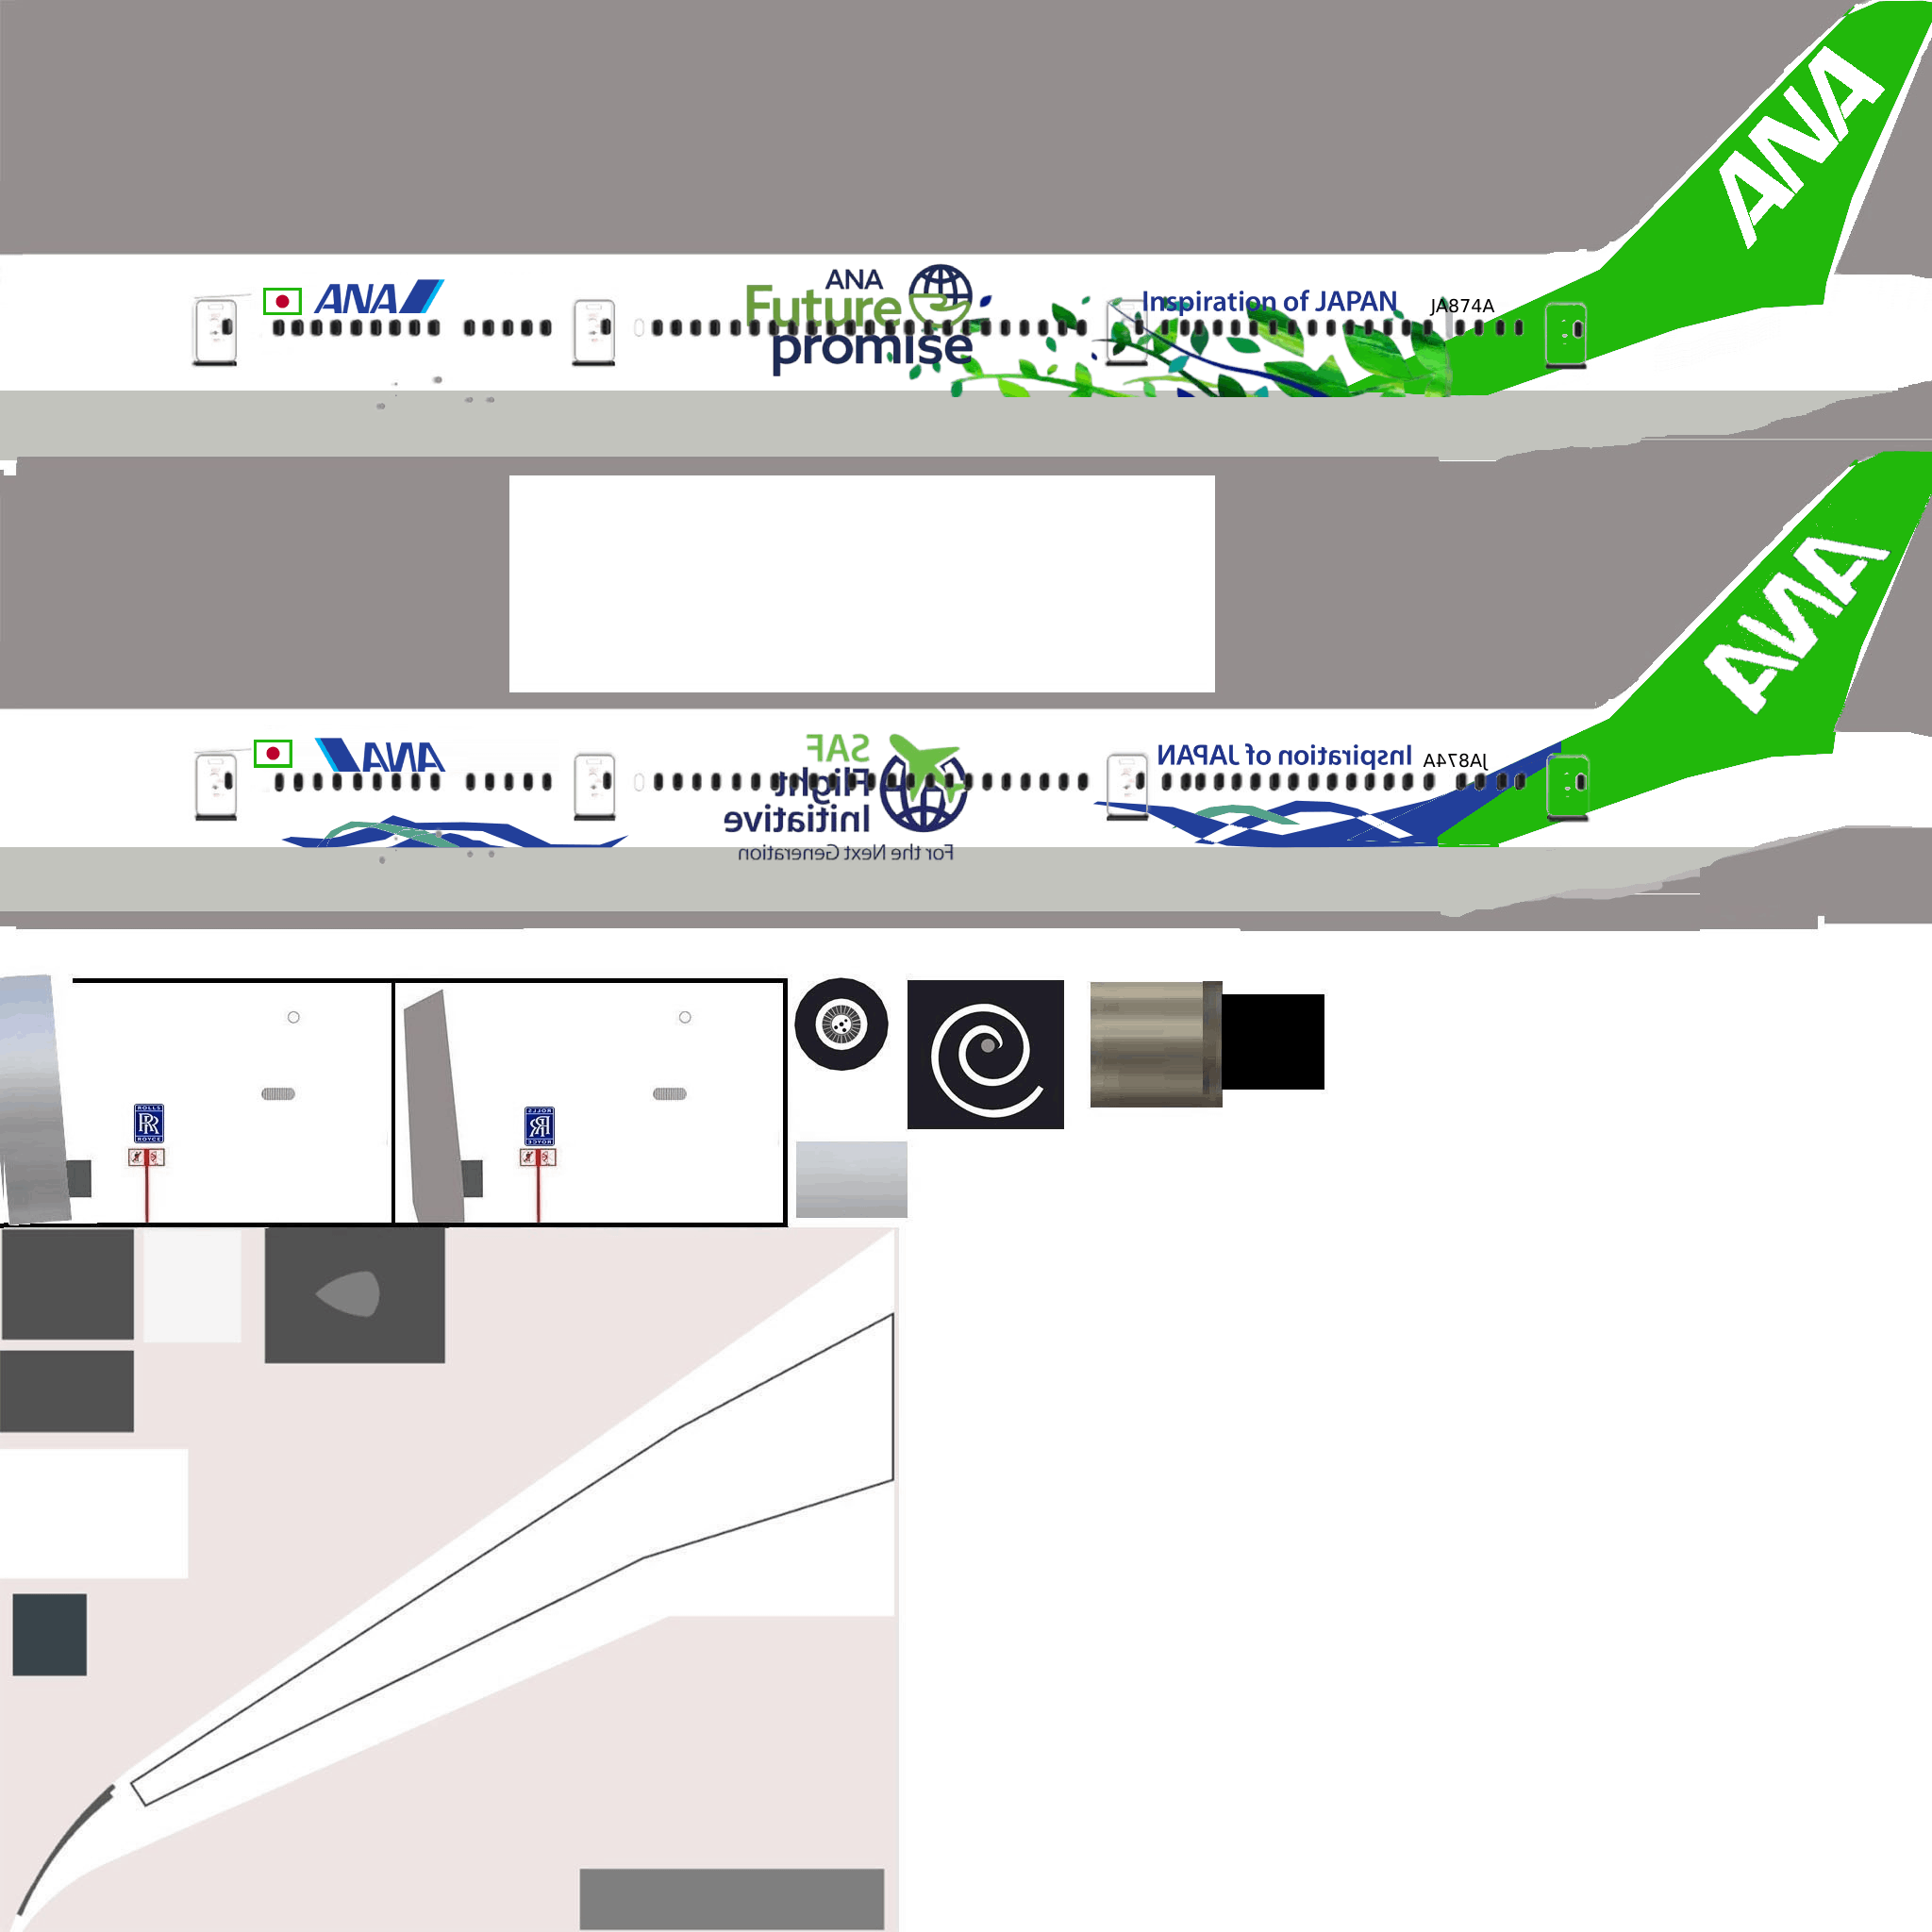 ANA
ANA
ANA
Future
promise
Inspiration of JAPAN
JA874A
ANA
ANA
SAF
Flight
Initiative
For the Next Generation
Inspiration of JAPAN
JA874A
ROLLS
RR
ROYCE
ROLLS
RR
ROYCE